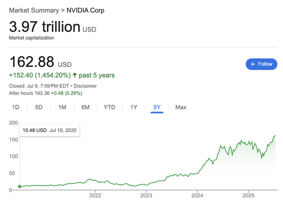 Market Summary > NVIDIA Corp
3.97 trillion USD
Market capitalization
162.88 USD
+152.40 (1,454.20%) ↑ past 5 years
Closed: Jul 9, 7:59 PM EDT • Disclaimer
After hours 163.36 +0.48 (0.29%)
+ Follow
1D 5D 1M 6M YTD 1Y 5Y Max
200
10.48 USD Jul 10, 2020
150
100
50
0
2022 2023 2024 2025